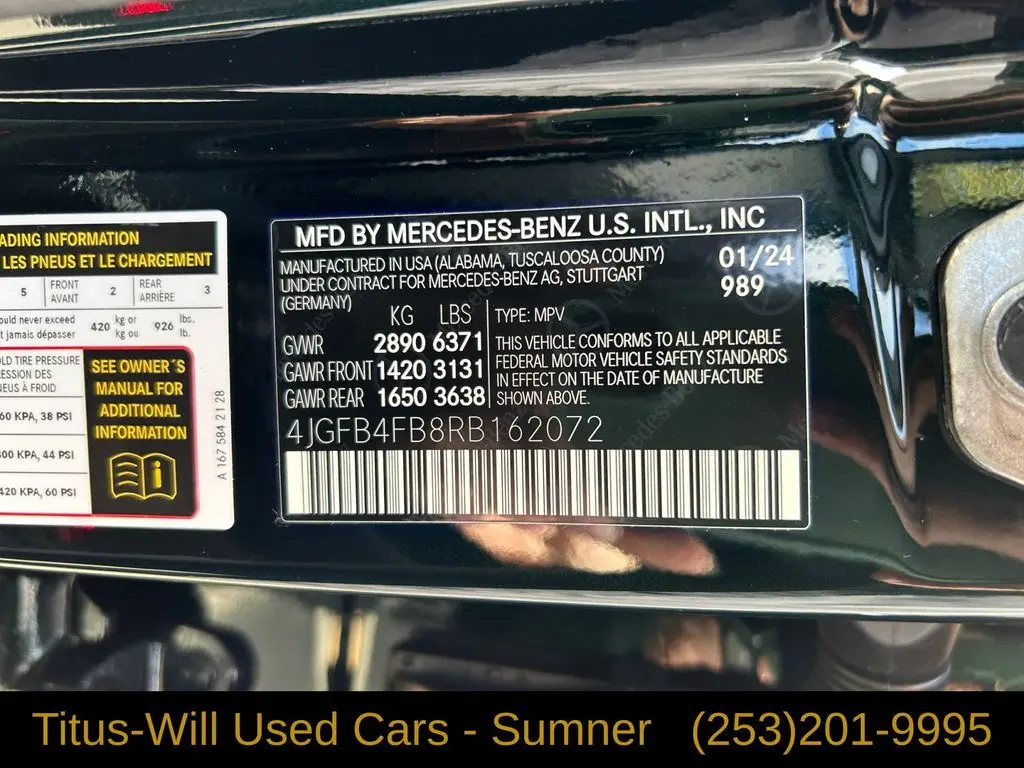 ADING INFORMATION
LES PNEUS ET LE CHARGEMENT
5 FRONT AVANT 2 REAR ARRIÈRE 3
ould never exceed 420 kg or 926 lbs.
t jamais dépasser kg ou lb.
OLD TIRE PRESSURE
ESSION DES
NEUS À FROID
60 KPA, 38 PSI
300 KPA, 44 PSI
420 KPA, 60 PSI
SEE OWNER´S
MANUAL FOR
ADDITIONAL
INFORMATION
A 167 584 21 28
MFD BY MERCEDES-BENZ U.S. INTL., INC
MANUFACTURED IN USA (ALABAMA, TUSCALOOSA COUNTY) 01/24
UNDER CONTRACT FOR MERCEDES-BENZ AG, STUTTGART 989
(GERMANY)
KG LBS
GVWR 2890 6371
GAWR FRONT 1420 3131
GAWR REAR 1650 3638
TYPE: MPV
THIS VEHICLE CONFORMS TO ALL APPLICABLE
FEDERAL MOTOR VEHICLE SAFETY STANDARDS
IN EFFECT ON THE DATE OF MANUFACTURE
SHOWN ABOVE.
4JGFB4FB8RB162072
Titus-Will Used Cars - Sumner (253)201-9995